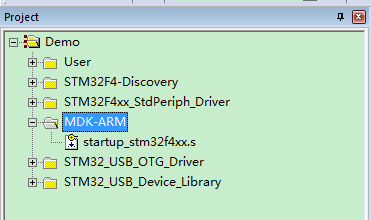 Project
Demo
User
STM32F4-Discovery
STM32F4xx_StdPeriph_Driver
MDK-ARM
startup_stm32f4xx.s
STM32_USB_OTG_Driver
STM32_USB_Device_Library